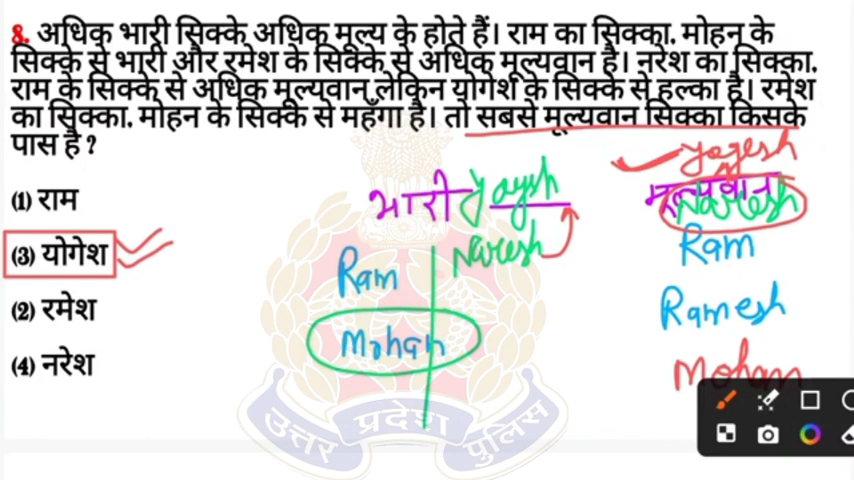 8. अधिक भारी सिक्के अधिक मूल्य के होते हैं। राम का सिक्का, मोहन के
सिक्के से भारी और रमेश के सिक्के से अधिक मूल्यवान है। नरेश का सिक्का,
राम के सिक्के से अधिक मूल्यवान लेकिन योगेश के सिक्के से हल्का है। रमेश
का सिक्का, मोहन के सिक्के से महँगा है। तो सबसे मूल्यवान सिक्का किसके
पास है ?
(1) राम
(3) योगेश
(2) रमेश
(4) नरेश
भारी
Yogesh
Naresh
Ram
Mohan
Yogesh
मूल्यवान
Naresh
Ram
Ramesh
Mohan
उत्तर प्रदेश पुलिस